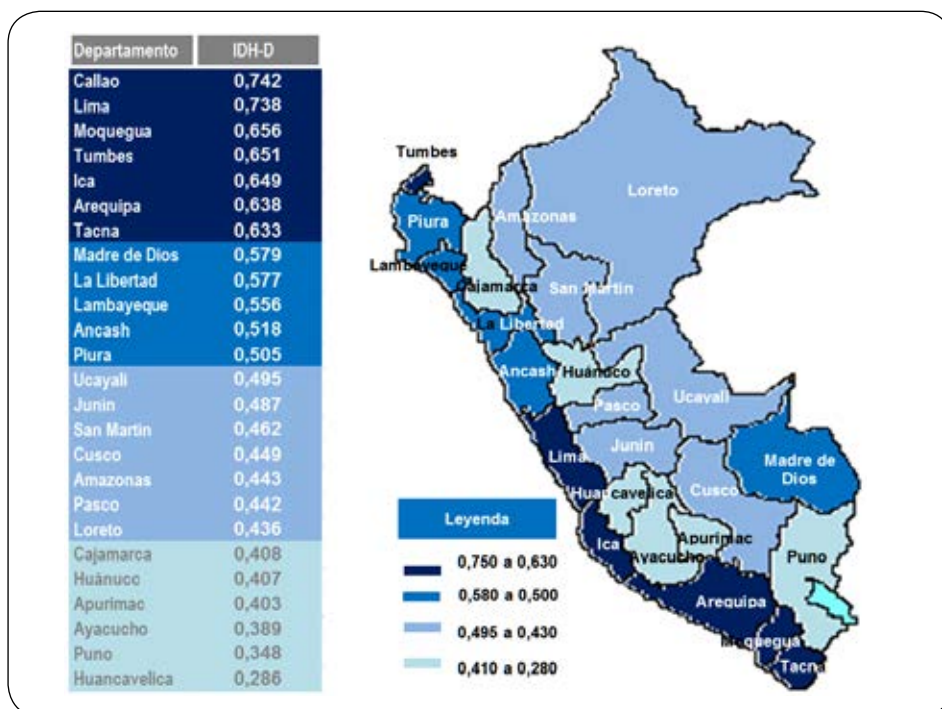 Departamento IDH-D
Callao 0,742
Lima 0,738
Moquegua 0,656
Tumbes 0,651
Ica 0,649
Arequipa 0,638
Tacna 0,633
Madre de Dios 0,579
La Libertad 0,577
Lambayeque 0,556
Ancash 0,518
Piura 0,505
Ucayali 0,495
Junin 0,487
San Martin 0,462
Cusco 0,449
Amazonas 0,443
Pasco 0,442
Loreto 0,436
Cajamarca 0,408
Huánuco 0,407
Apurimac 0,403
Ayacucho 0,389
Puno 0,348
Huancavelica 0,286
Tumbes
Loreto
Piura
Amazonas
Lambayeque
Cajamarca
San Martin
La Libertad
Ancash
Huánuco
Ucayali
Pasco
Junin
Lima
Madre de
Dios
Huancavelica
Cusco
Ica
Apurimac
Ayacucho
Puno
Arequipa
Moquegua
Tacna
Leyenda
0,750 a 0,630
0,580 a 0,500
0,495 a 0,430
0,410 a 0,280